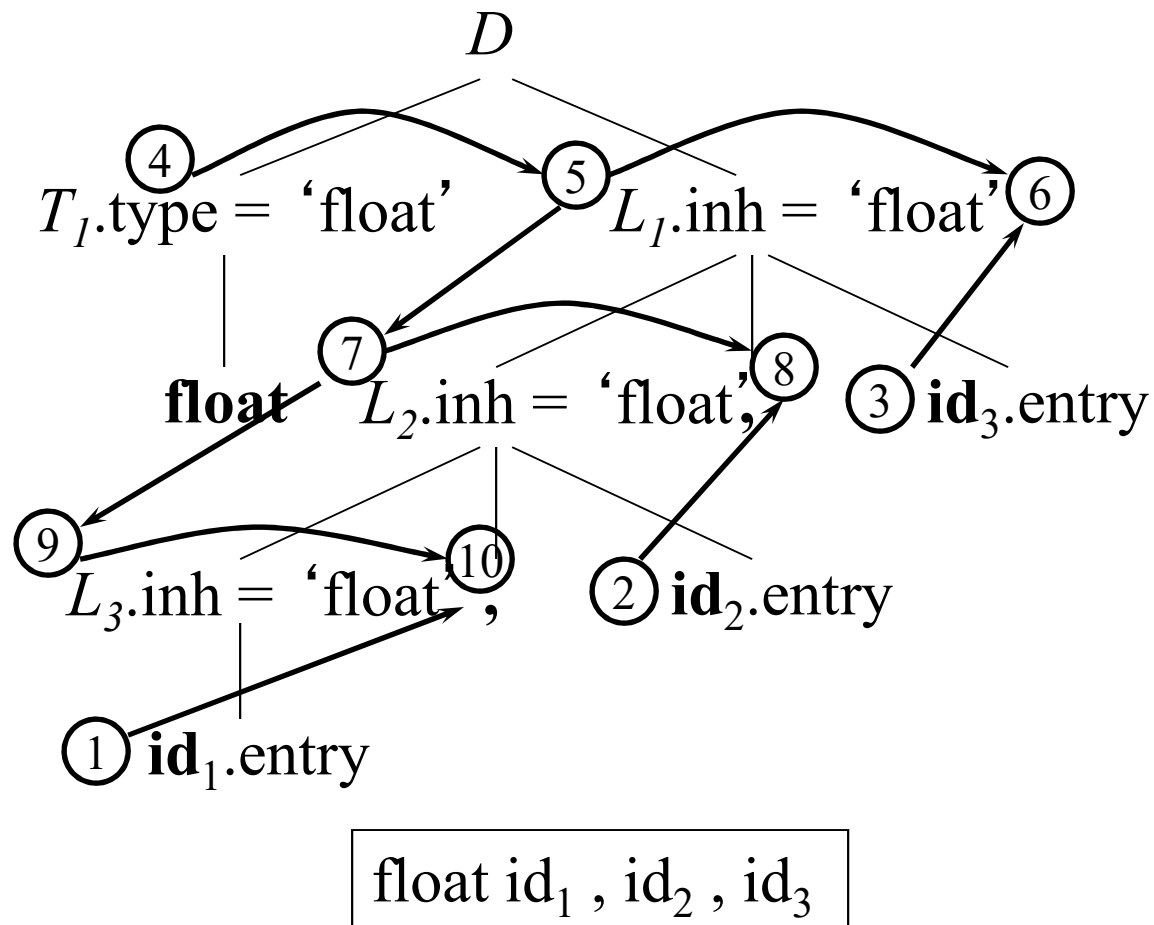 D
4 5 6
T1.type = ‘float’ L1.inh = ‘float’
7 8 3
float L2.inh = ‘float’ , id3.entry
9 10 2
L3.inh = ‘float’ , id2.entry
1 id1.entry
float id1 , id2 , id3